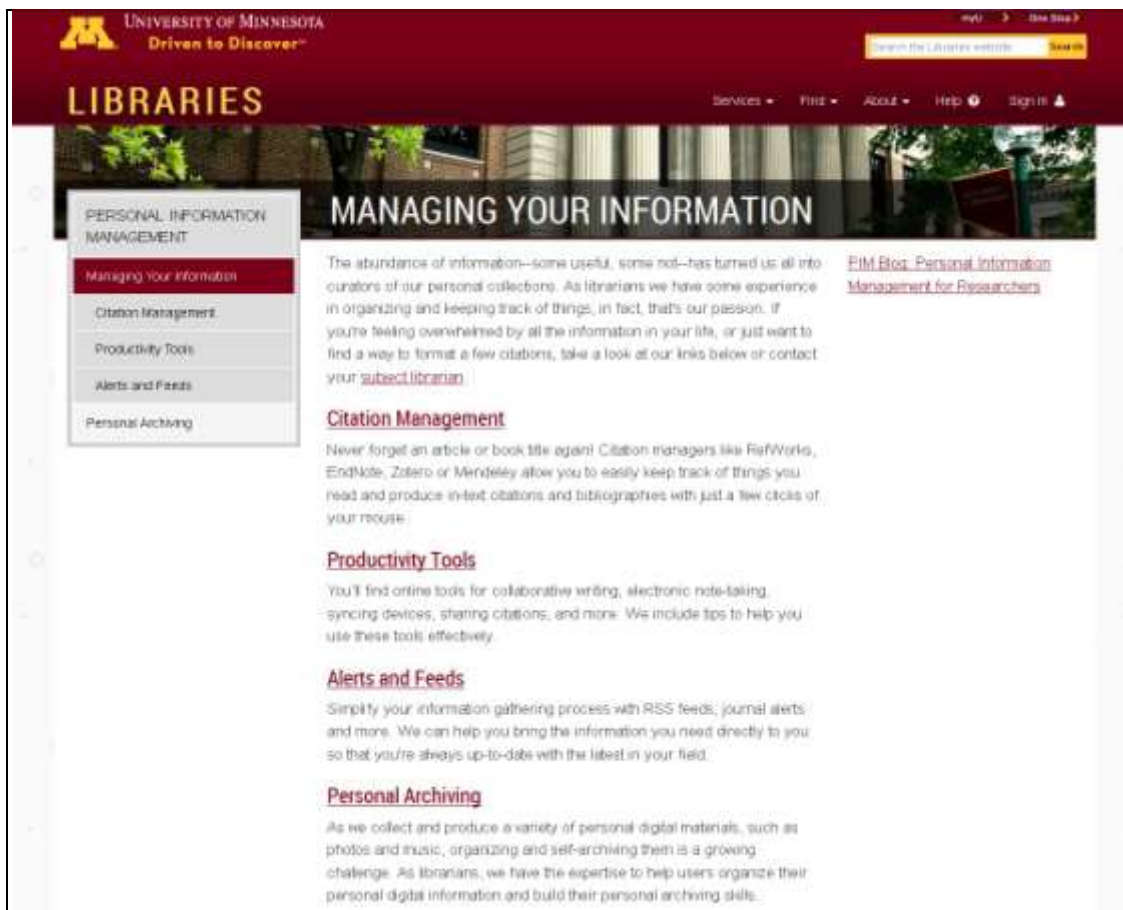 UNIVERSITY OF MINNESOTA
Driven to Discover™
myU
One Stop
Search the Libraries website
Search
LIBRARIES
Services
Find
About
Help
Sign in
PERSONAL INFORMATION
MANAGEMENT
Managing Your Information
Citation Management
Productivity Tools
Alerts and Feeds
Personal Archiving
MANAGING YOUR INFORMATION
The abundance of information--some useful, some not--has turned us all into
curators of our personal collections. As librarians we have some experience
in organizing and keeping track of things, in fact, that's our passion. If
you're feeling overwhelmed by all the information in your life, or just want to
find a way to format a few citations, take a look at our links below or contact
your subject librarian.
Citation Management
Never forget an article or book title again! Citation managers like RefWorks,
EndNote, Zotero or Mendeley allow you to easily keep track of things you
read and produce in-text citations and bibliographies with just a few clicks of
your mouse.
Productivity Tools
You'll find online tools for collaborative writing, electronic note-taking,
syncing devices, sharing citations, and more. We include tips to help you
use these tools effectively.
Alerts and Feeds
Simplify your information gathering process with RSS feeds, journal alerts
and more. We can help you bring the information you need directly to you
so that you're always up-to-date with the latest in your field.
Personal Archiving
As we collect and produce a variety of personal digital materials, such as
photos and music, organizing and self-archiving them is a growing
challenge. As librarians, we have the expertise to help users organize their
personal digital information and build their personal archiving skills.
PIM Blog: Personal Information
Management for Researchers